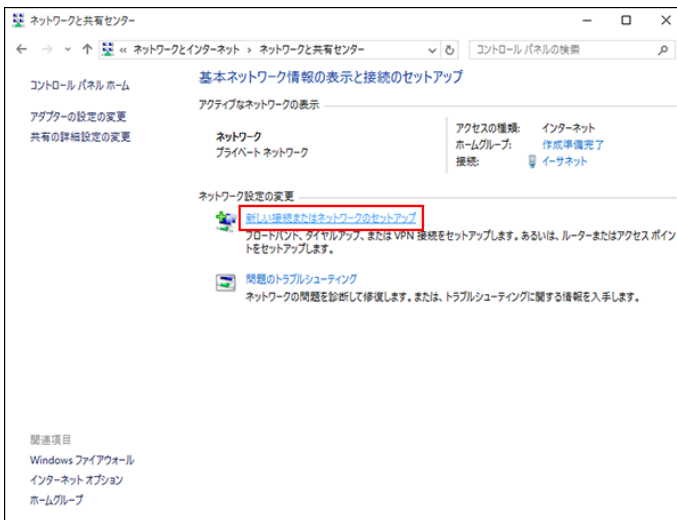 ネットワークと共有センター
« ネットワークとインターネット › ネットワークと共有センター
コントロール パネルの検索
コントロール パネル ホーム
アダプターの設定の変更
共有の詳細設定の変更
基本ネットワーク情報の表示と接続のセットアップ
アクティブなネットワークの表示
ネットワーク
プライベート ネットワーク
アクセスの種類: インターネット
ホームグループ: 作成準備完了
接続: イーサネット
ネットワーク設定の変更
新しい接続またはネットワークのセットアップ
ブロードバンド、ダイヤルアップ、または VPN 接続をセットアップします。あるいは、ルーターまたはアクセス ポイン
トをセットアップします。
問題のトラブルシューティング
ネットワークの問題を診断して修復します。または、トラブルシューティングに関する情報を入手します。
関連項目
Windows ファイアウォール
インターネット オプション
ホームグループ